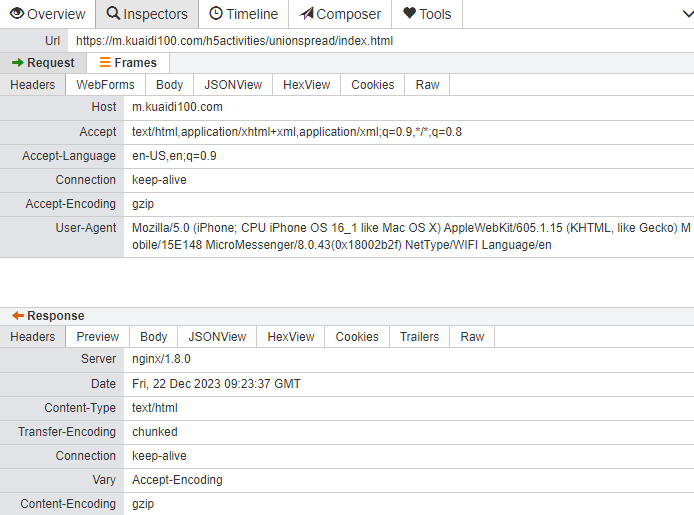 Overview Inspectors Timeline Composer Tools
Url https://m.kuaidi100.com/h5activities/unionspread/index.html
Request Frames
Headers WebForms Body JSONView HexView Cookies Raw
Host m.kuaidi100.com
Accept text/html,application/xhtml+xml,application/xml;q=0.9,*/*;q=0.8
Accept-Language en-US,en;q=0.9
Connection keep-alive
Accept-Encoding gzip
User-Agent Mozilla/5.0 (iPhone; CPU iPhone OS 16_1 like Mac OS X) AppleWebKit/605.1.15 (KHTML, like Gecko) M
obile/15E148 MicroMessenger/8.0.43(0x18002b2f) NetType/WIFI Language/en
Response
Headers Preview Body JSONView HexView Cookies Trailers Raw
Server nginx/1.8.0
Date Fri, 22 Dec 2023 09:23:37 GMT
Content-Type text/html
Transfer-Encoding chunked
Connection keep-alive
Vary Accept-Encoding
Content-Encoding gzip